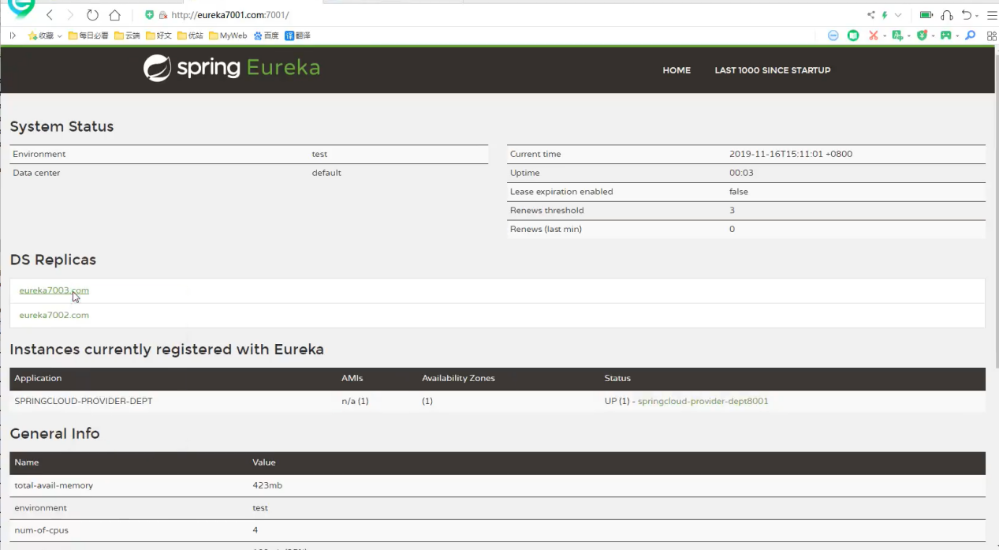 http://eureka7001.com:7001/
收藏 每日必看 云端 好文 优站 MyWeb 百度 译 翻译
spring Eureka
HOME LAST 1000 SINCE STARTUP
System Status
Environment test
Data center default
Current time 2019-11-16T15:11:01 +0800
Uptime 00:03
Lease expiration enabled false
Renews threshold 3
Renews (last min) 0
DS Replicas
eureka7003.com
eureka7002.com
Instances currently registered with Eureka
Application AMIs Availability Zones Status
SPRINGCLOUD-PROVIDER-DEPT n/a (1) (1) UP (1) - springcloud-provider-dept8001
General Info
Name Value
total-avail-memory 423mb
environment test
num-of-cpus 4